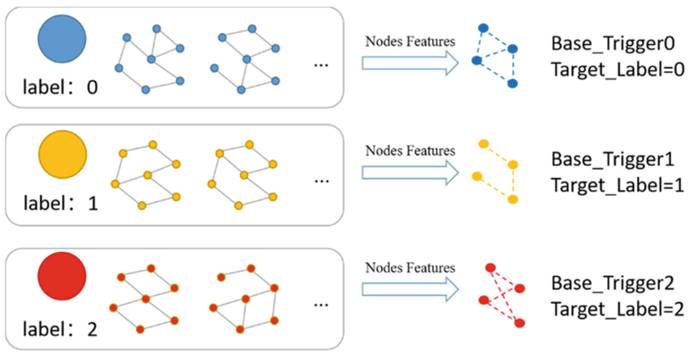 label: 0
...
Nodes Features
Base_Trigger0
Target_Label=0
label: 1
...
Nodes Features
Base_Trigger1
Target_Label=1
label: 2
...
Nodes Features
Base_Trigger2
Target_Label=2